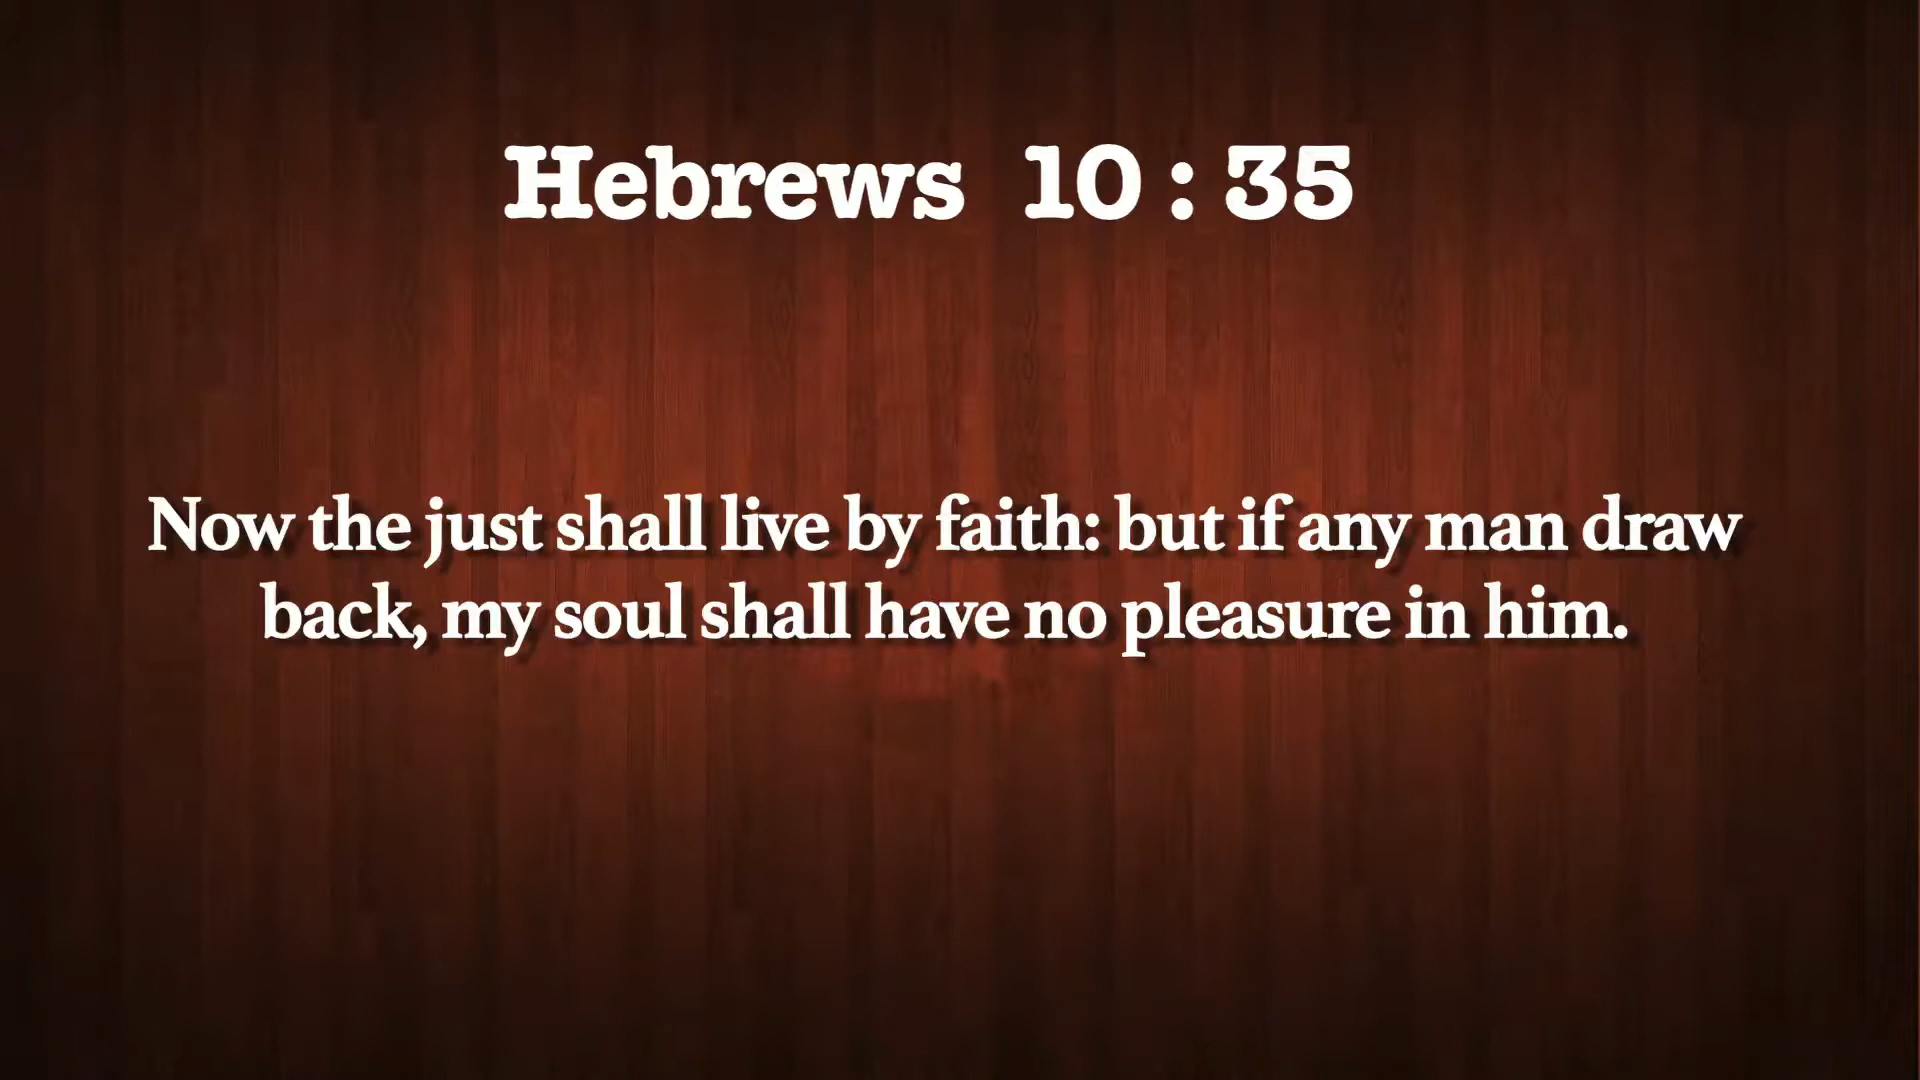 Hebrews 10 : 35
Now the just shall live by faith: but if any man draw
back, my soul shall have no pleasure in him.